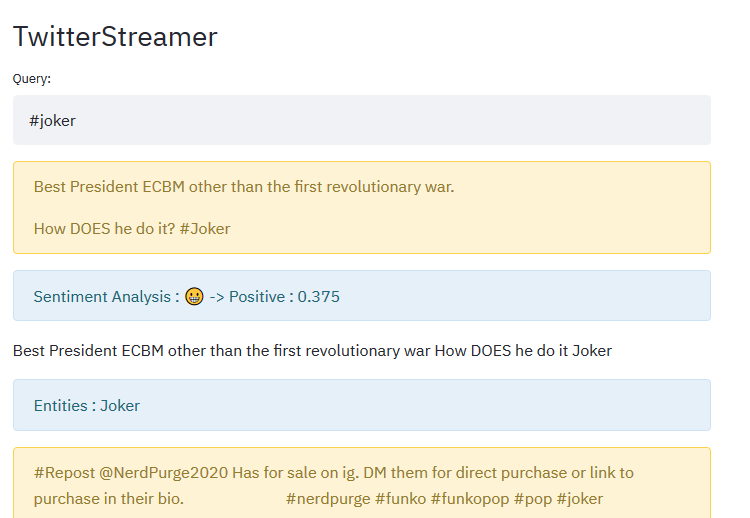 TwitterStreamer
Query:
#joker
Best President ECBM other than the first revolutionary war.
How DOES he do it? #Joker
Sentiment Analysis : 😀 -> Positive : 0.375
Best President ECBM other than the first revolutionary war How DOES he do it Joker
Entities : Joker
#Repost @NerdPurge2020 Has for sale on ig. DM them for direct purchase or link to
purchase in their bio. #nerdpurge #funko #funkopop #pop #joker